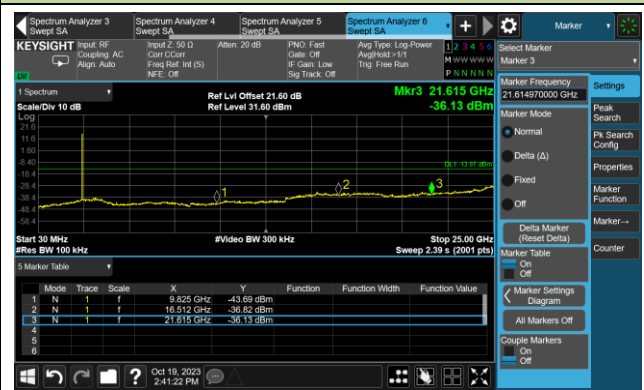 Spectrum Analyzer 3
Swept SA
Spectrum Analyzer 4
Swept SA
Spectrum Analyzer 5
Swept SA
Spectrum Analyzer 6
Swept SA
+
Marker
KEYSIGHT
Input: RF
Coupling: AC
Align: Auto
Input Z: 50 Ω
Corr CCorr
Freq Ref: Int (S)
NFE: Off
Atten: 20 dB
PNO: Fast
Gate: Off
IF Gain: Low
Sig Track: Off
Avg Type: Log-Power
Avg|Hold:>1/1
Trig: Free Run
1 2 3 4 5 6
M W W W W W
P N N N N N
Select Marker
Marker 3
1 Spectrum
Scale/Div 10 dB
Ref Lvl Offset 21.60 dB
Ref Level 31.60 dBm
Mkr3 21.615 GHz
-36.13 dBm
Log
21.6
11.6
1.60
-8.40
-18.4
-28.4
-38.4
-48.4
-58.4
DL1 -13.97 dBm
1
2
3
Start 30 MHz
#Res BW 100 kHz
#Video BW 300 kHz
Stop 25.00 GHz
Sweep 2.39 s (2001 pts)
5 Marker Table
Mode Trace Scale X Y Function Function Width Function Value
1 N 1 f 9.825 GHz -43.69 dBm
2 N 1 f 16.512 GHz -36.82 dBm
3 N 1 f 21.615 GHz -36.13 dBm
4
5
6
Marker Frequency
21.614970000 GHz
Marker Mode
Normal
Delta (Δ)
Fixed
Off
Delta Marker
(Reset Delta)
Marker Table
On
Off
Marker Settings
Diagram
All Markers Off
Couple Markers
On
Off
Settings
Peak
Search
Pk Search
Config
Properties
Marker
Function
Marker→
Counter
?
Oct 19, 2023
2:41:22 PM